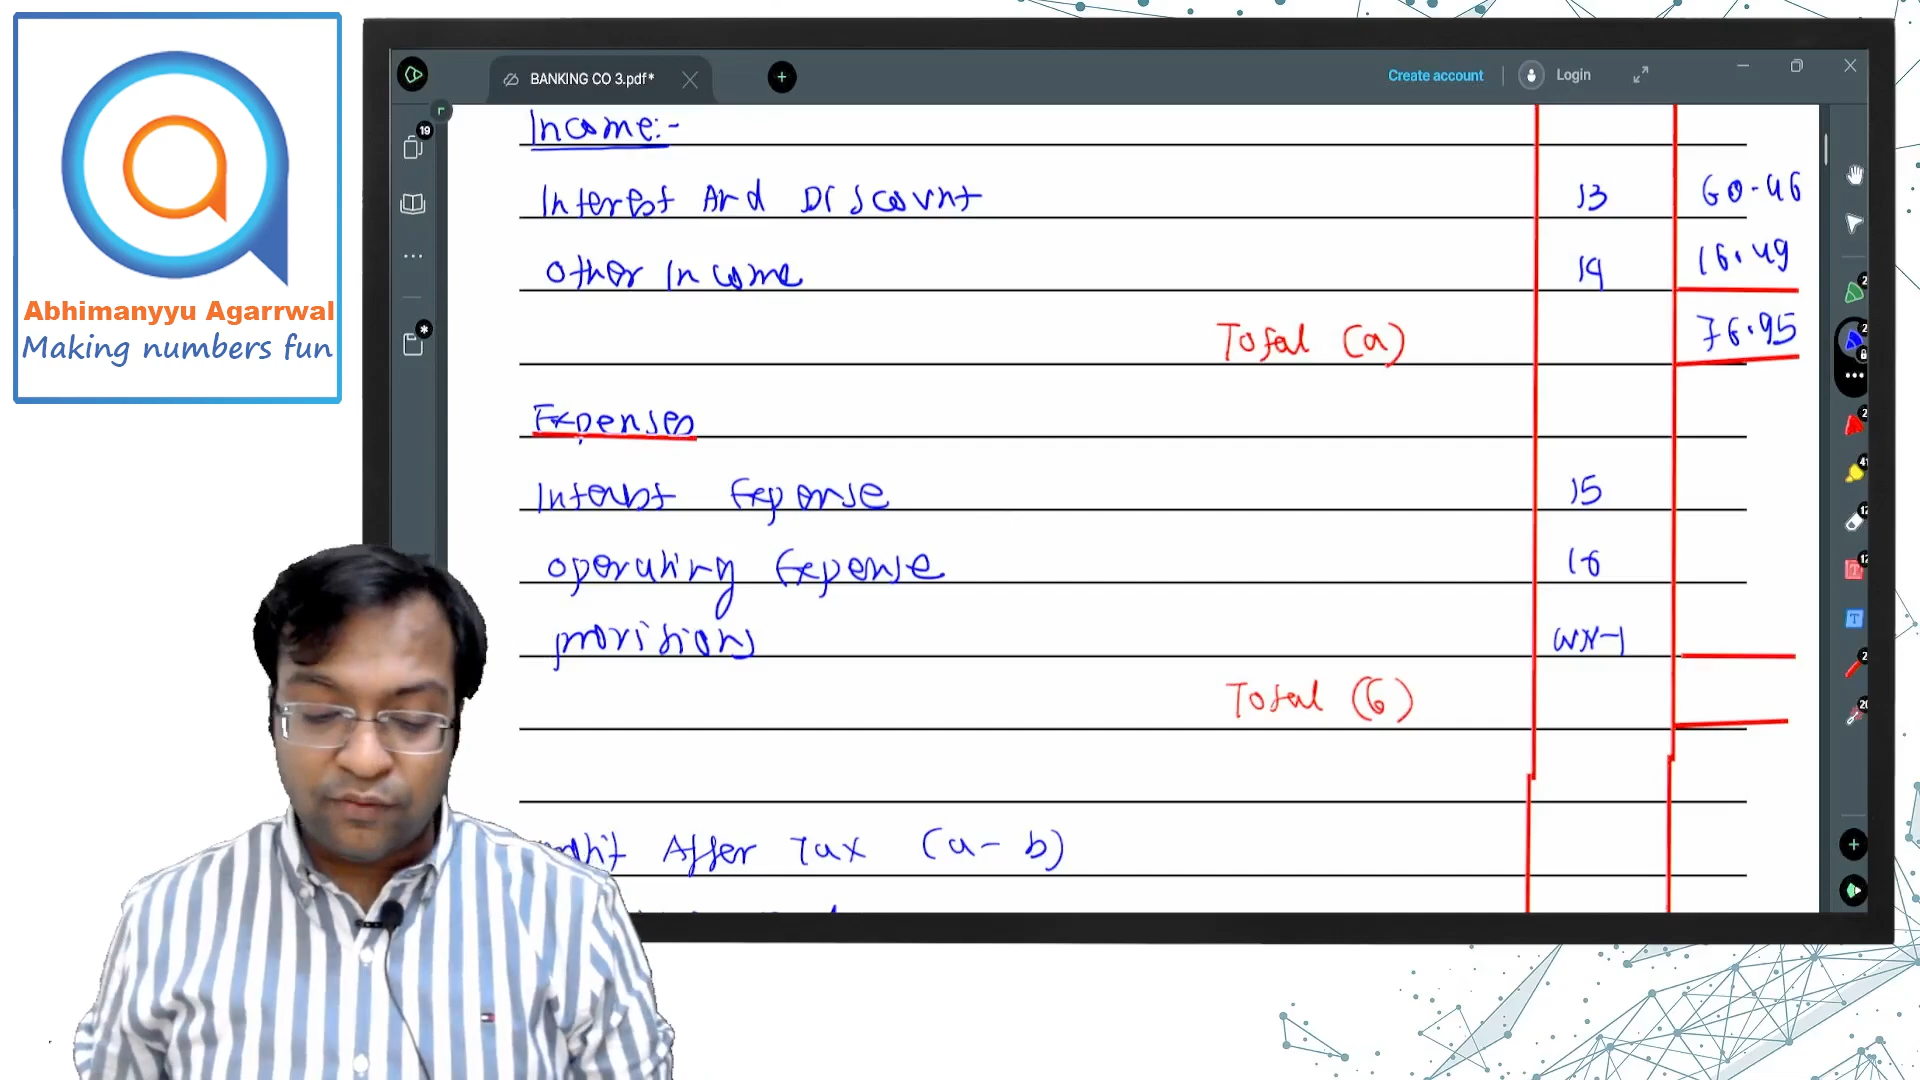 Abhimanyyu Agarrwal
Making numbers fun
BANKING CO 3.pdf*
Create account
Login
19
Income:-
Interest And Discount 13 60.46
Other Income 14 16.49
Total (a) 76.95
Expenses
Interest Expense 15
operating Expense 16
provisions WN-1
Total (b)
After Tax (a-b)